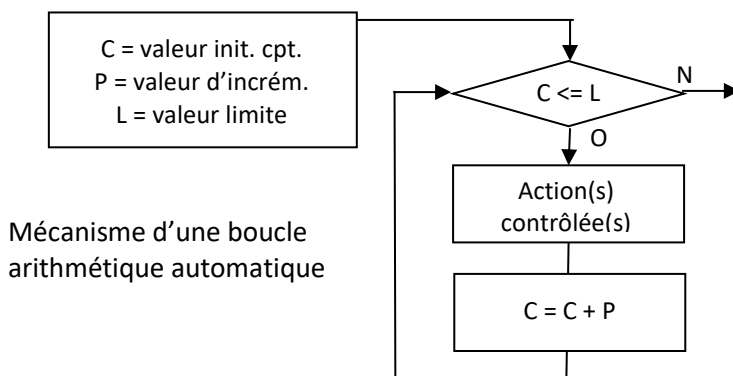 C = valeur init. cpt.
P = valeur d’incrém.
L = valeur limite
C <= L
N
O
Action(s)
contrôlée(s)
C = C + P
Mécanisme d’une boucle
arithmétique automatique